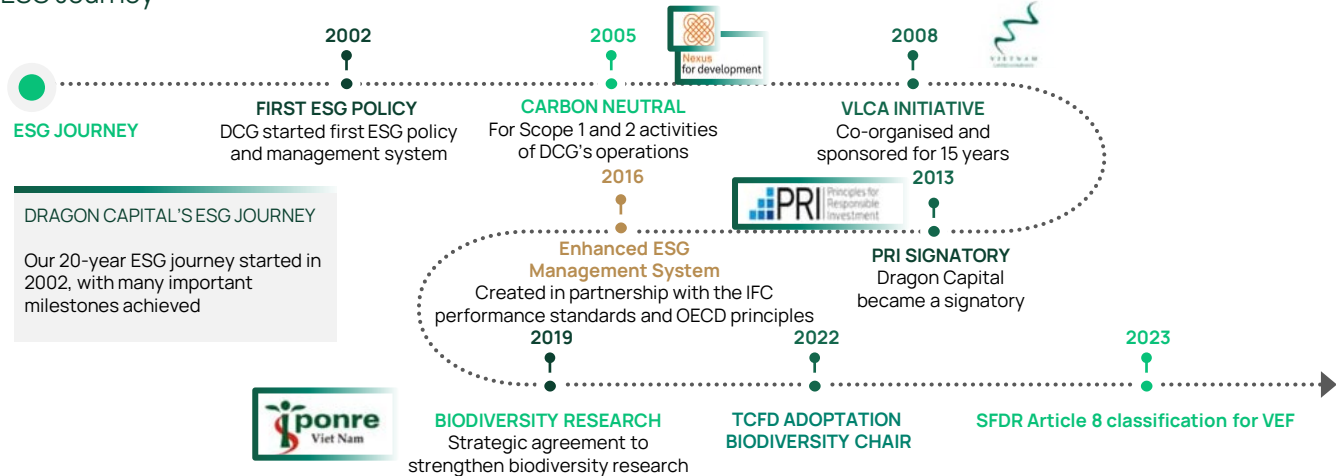 ESG Journey
2002
2005
2008
Nexus
for development
VIETNAM
ESG JOURNEY
FIRST ESG POLICY
DCG started first ESG policy
and management system
CARBON NEUTRAL
For Scope 1 and 2 activities
of DCG's operations
VLCA INITIATIVE
Co-organised and
sponsored for 15 years
2016
2013
PRI
Principles for
Responsible
Investment
DRAGON CAPITAL'S ESG JOURNEY
Our 20-year ESG journey started in
2002, with many important
milestones achieved
Enhanced ESG
Management System
Created in partnership with the IFC
performance standards and OECD principles
PRI SIGNATORY
Dragon Capital
became a signatory
2019
2022
2023
iponre
Viet Nam
BIODIVERSITY RESEARCH
Strategic agreement to
strengthen biodiversity research
TCFD ADOPTATION
BIODIVERSITY CHAIR
SFDR Article 8 classification for VEF